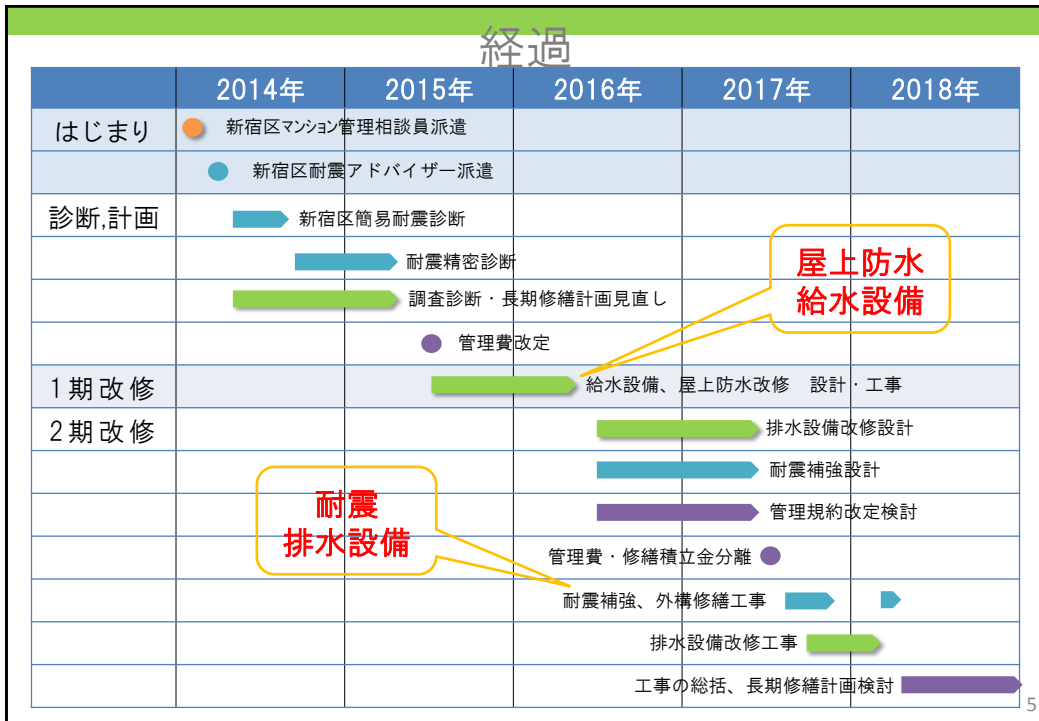 経過
2014年 2015年 2016年 2017年 2018年
はじまり 新宿区マンション管理相談員派遣
新宿区耐震アドバイザー派遣
診断,計画 新宿区簡易耐震診断
耐震精密診断
屋上防水
給水設備
調査診断・長期修繕計画見直し
管理費改定
1期改修 給水設備、屋上防水改修 設計・工事
2期改修 排水設備改修設計
耐震補強設計
耐震
排水設備
管理規約改定検討
管理費・修繕積立金分離
耐震補強、外構修繕工事
排水設備改修工事
工事の総括、長期修繕計画検討
5